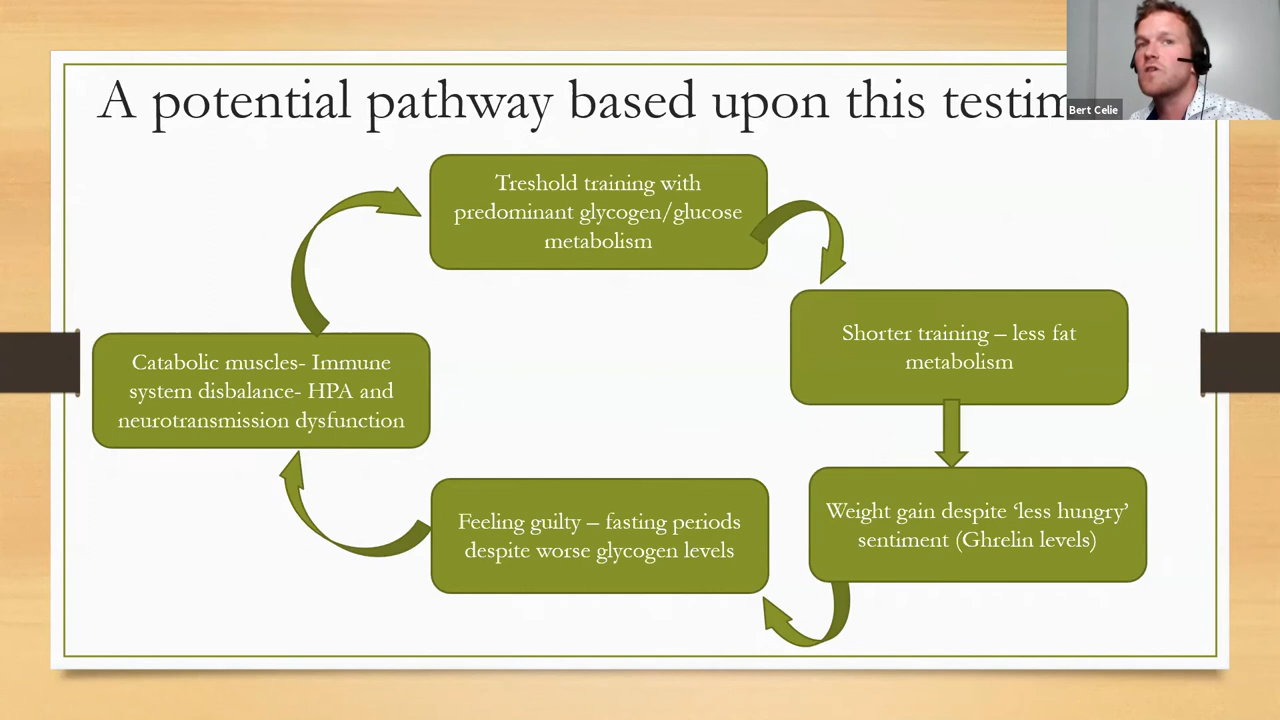 A potential pathway based upon this
Bert Celie
Treshold training with
predominant glycogen/glucose
metabolism
Shorter training – less fat
metabolism
Catabolic muscles- Immune
system disbalance- HPA and
neurotransmission dysfunction
Feeling guilty – fasting periods
despite worse glycogen levels
Weight gain despite ‘less hungry’
sentiment (Ghrelin levels)